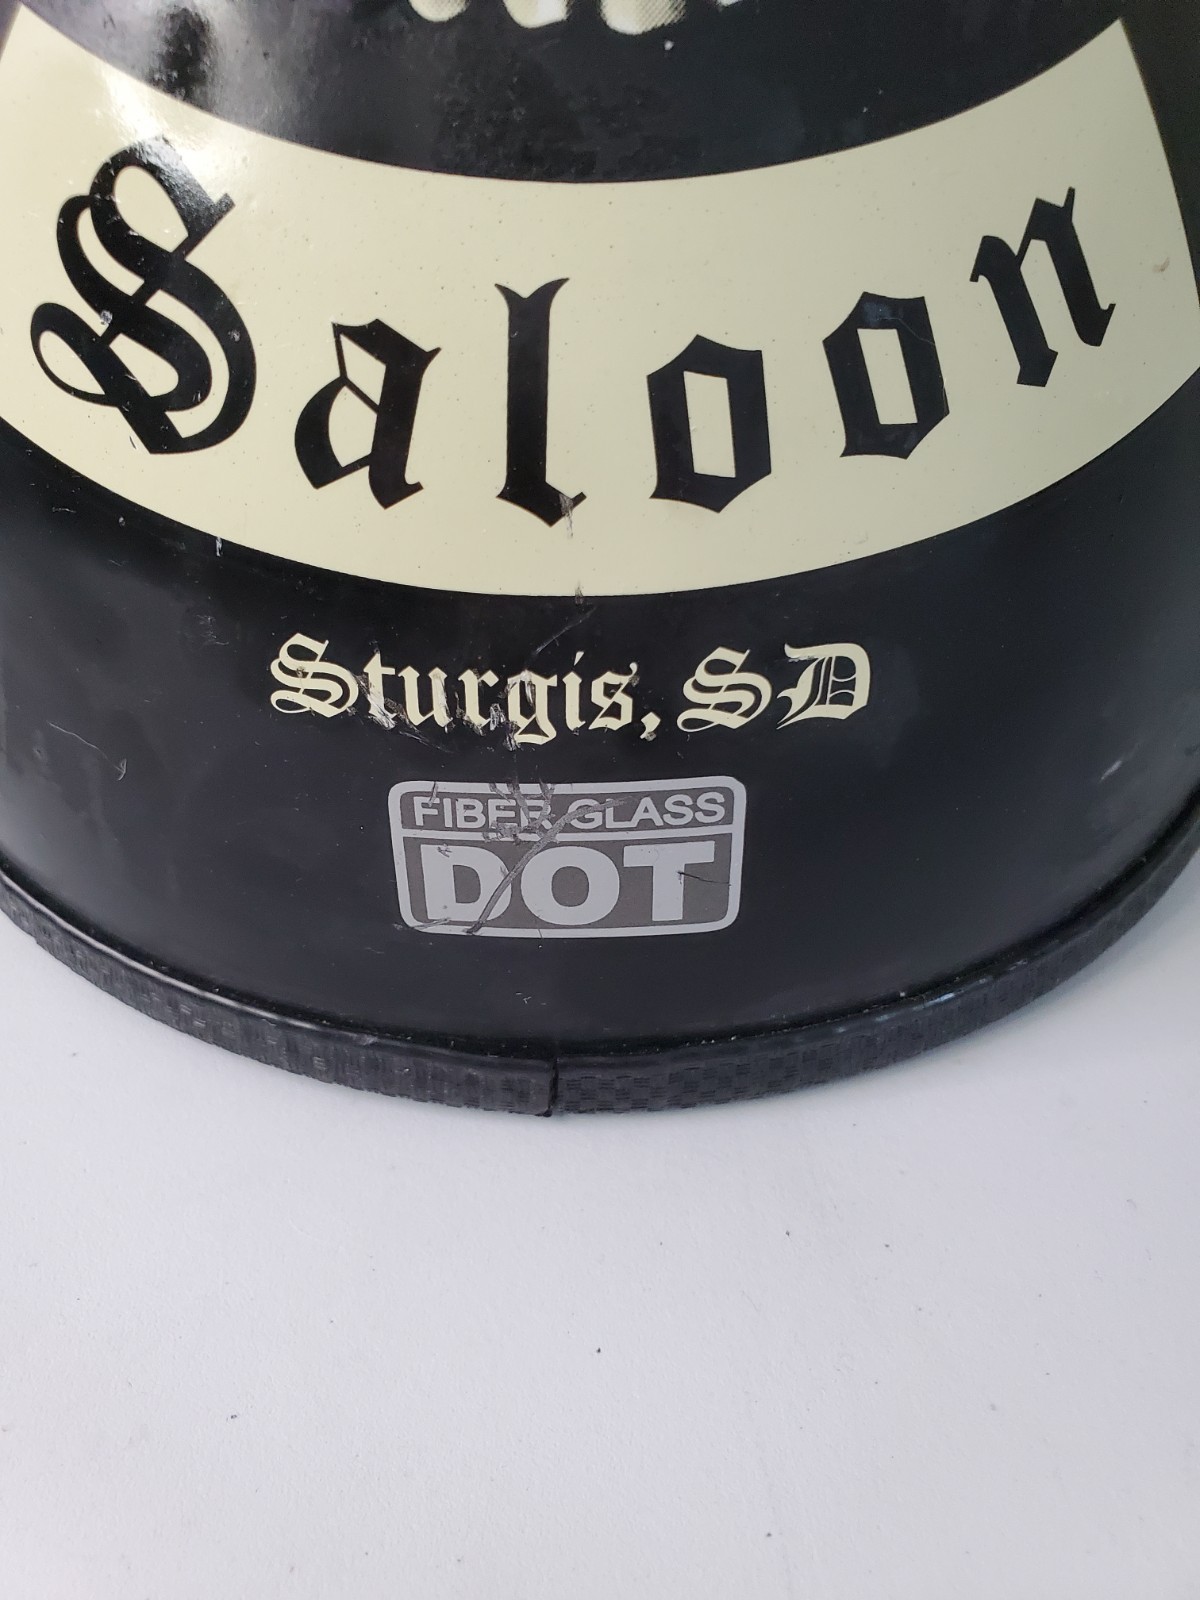 Saloon
Sturgis, SD
FIBER GLASS
DOT